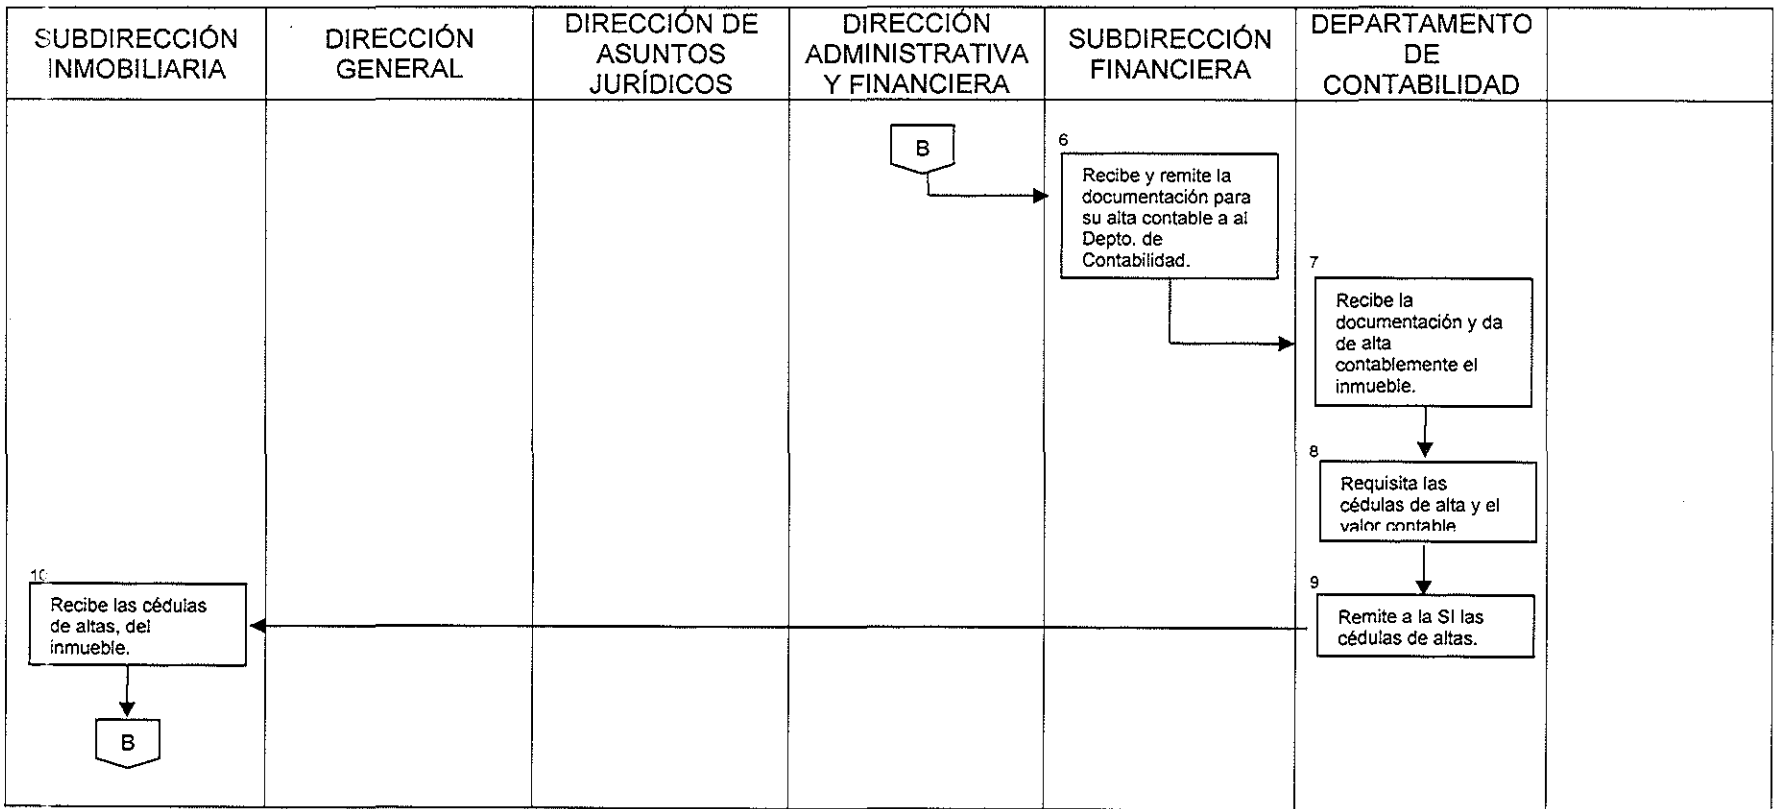 SUBDIRECCIÓN
INMOBILIARIA
DIRECCIÓN
GENERAL
DIRECCIÓN DE
ASUNTOS
JURÍDICOS
DIRECCIÓN
ADMINISTRATIVA
Y FINANCIERA
SUBDIRECCIÓN
FINANCIERA
DEPARTAMENTO
DE
CONTABILIDAD
B
6
Recibe y remite la
documentación para
su alta contable a al
Depto. de
Contabilidad.
7
Recibe la
documentación y da
de alta
contablemente el
inmueble.
8
Requisita las
cédulas de alta y el
valor contable
9
Remite a la SI las
cédulas de altas.
10
Recibe las cédulas
de altas, del
inmueble.
B